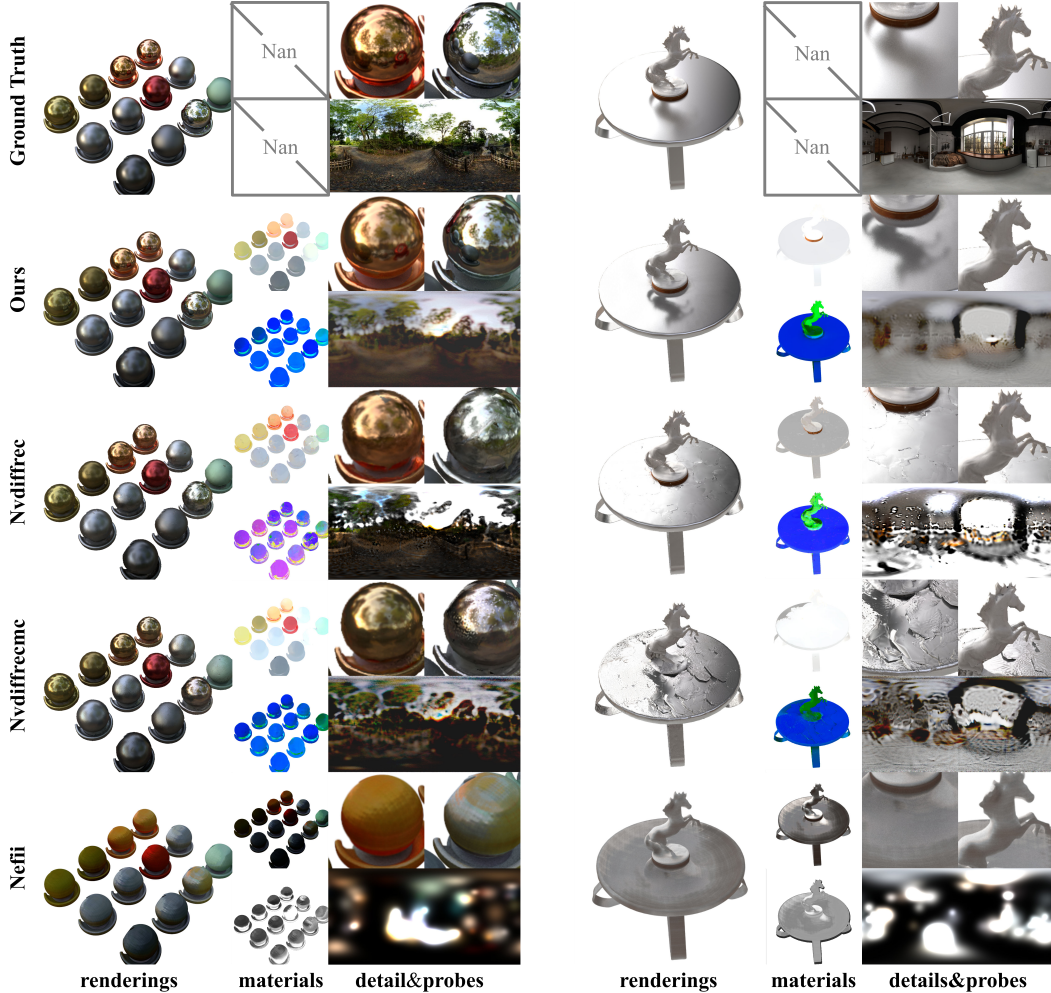 Ground Truth
Nan
Nan
Nan
Nan
Ours
Nvdiffrec
Nvdiffrecmc
Nefii
renderings
materials
detail&probes
renderings
materials
details&probes